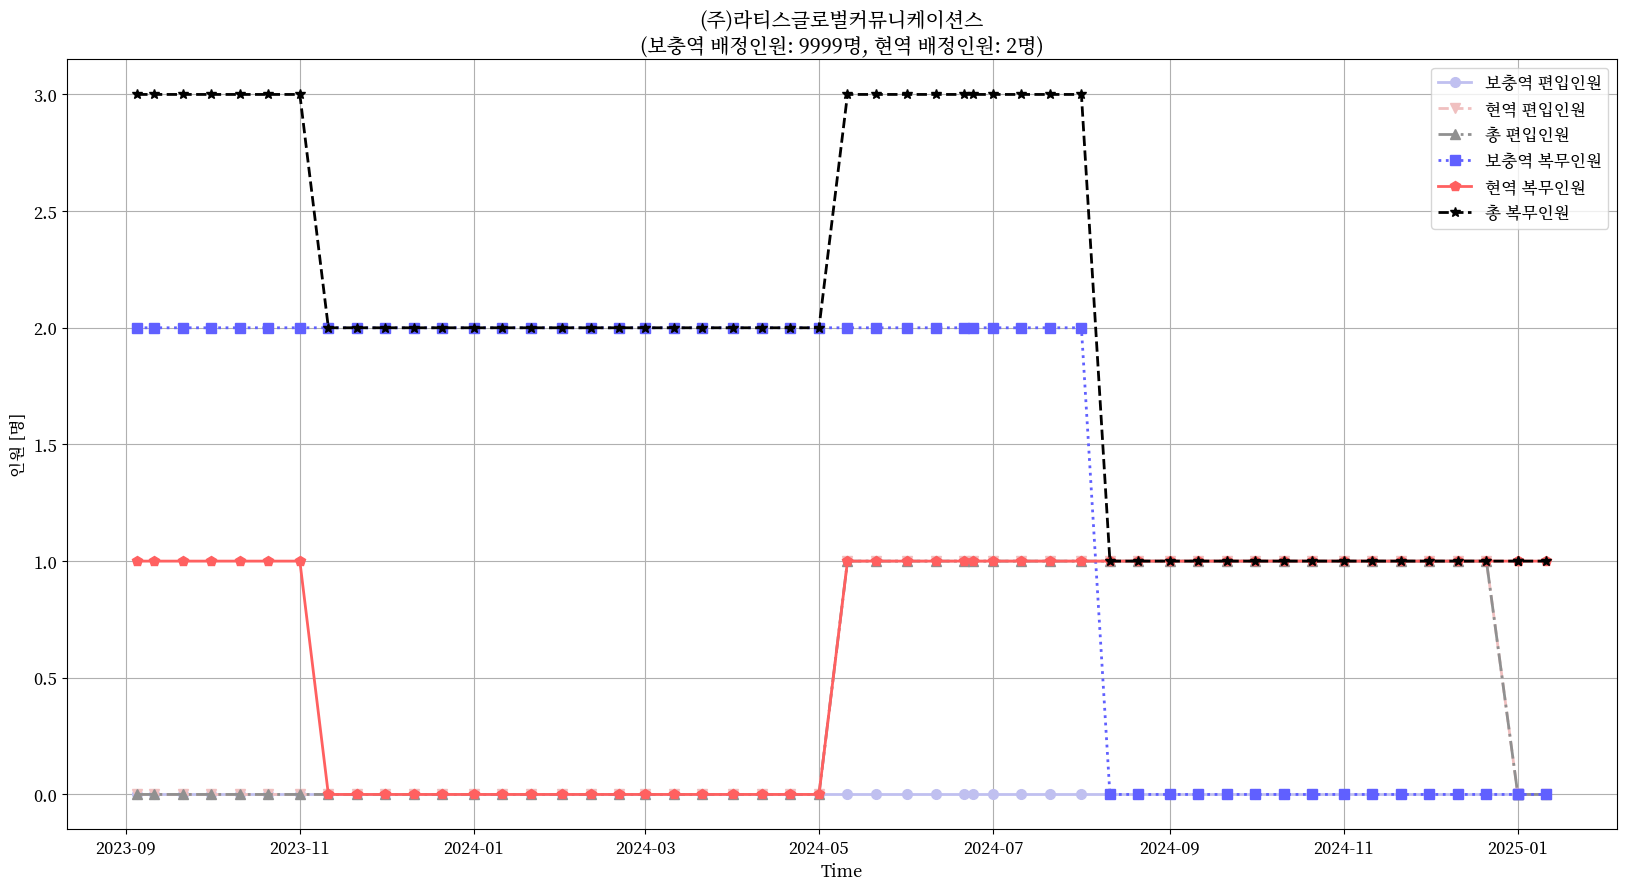 (주)라티스글로벌커뮤니케이션스
(보충역 배정인원: 9999명, 현역 배정인원: 2명)
보충역 편입인원
현역 편입인원
총 편입인원
보충역 복무인원
현역 복무인원
총 복무인원
인원 [명]
3.0
2.5
2.0
1.5
1.0
0.5
0.0
2023-09
2023-11
2024-01
2024-03
2024-05
2024-07
2024-09
2024-11
2025-01
Time